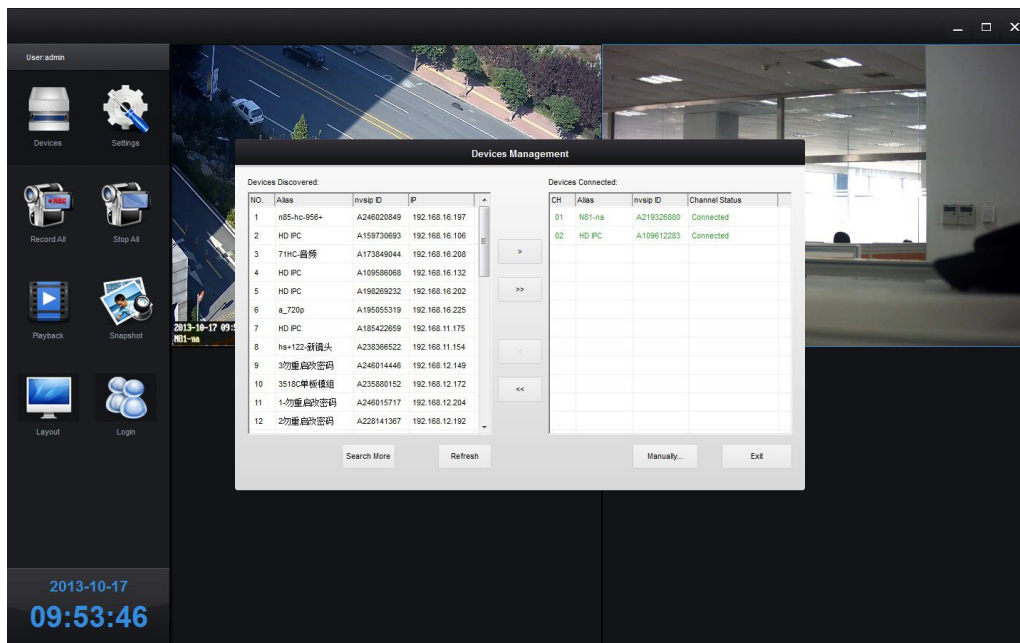 User:admin
Devices
Settings
REC
Record All
Stop All
Playback
Snapshot
Layout
Login
2013-10-17
09:53:46
2013-10-17 09:5
N81-na
Devices Management
Devices Discovered:
NO. Alias nvsip ID IP
1 n85-hc-956+ A246020849 192.168.16.197
2 HD IPC A159730693 192.168.16.106
3 71HC-音频 A173849044 192.168.16.208
4 HD IPC A109586068 192.168.16.132
5 HD IPC A198269232 192.168.16.202
6 a_720p A195055319 192.168.16.225
7 HD IPC A185422659 192.168.11.175
8 hs+122-新镜头 A238366522 192.168.11.154
9 3勿重启改密码 A246014446 192.168.12.149
10 3518C单板模组 A235880152 192.168.12.172
11 1-勿重启改密码 A246015717 192.168.12.204
12 2勿重启改密码 A228141367 192.168.12.192
Search More
Refresh
>
>>
<
<<
Devices Connected:
CH Alias nvsip ID Channel Status
01 N81-na A219326880 Connected
02 HD IPC A109612283 Connected
Manually...
Exit